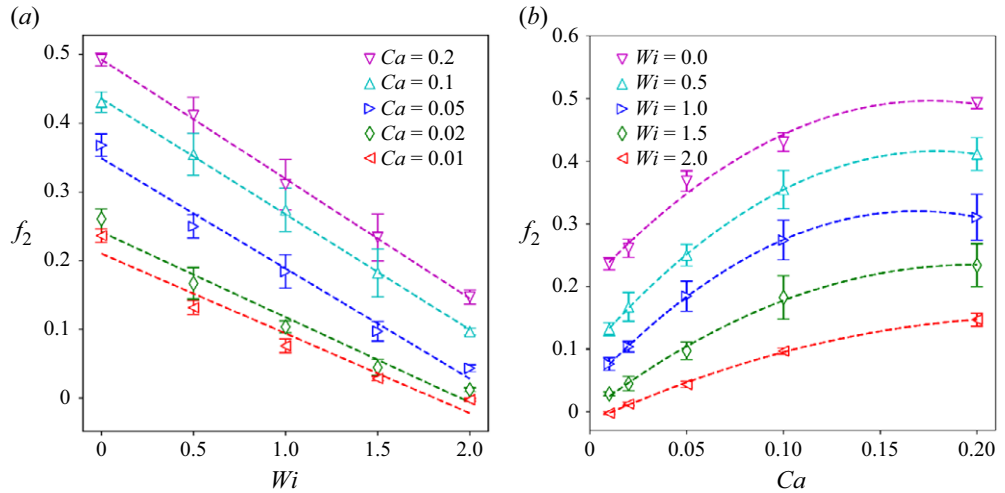 (a)
0.5
0.4
0.3
0.2
0.1
0
f2
0 0.5 1.0 1.5 2.0
Wi
Ca = 0.2
Ca = 0.1
Ca = 0.05
Ca = 0.02
Ca = 0.01
(b)
0.6
0.5
0.4
0.3
0.2
0.1
0
f2
0 0.05 0.10 0.15 0.20
Ca
Wi = 0.0
Wi = 0.5
Wi = 1.0
Wi = 1.5
Wi = 2.0